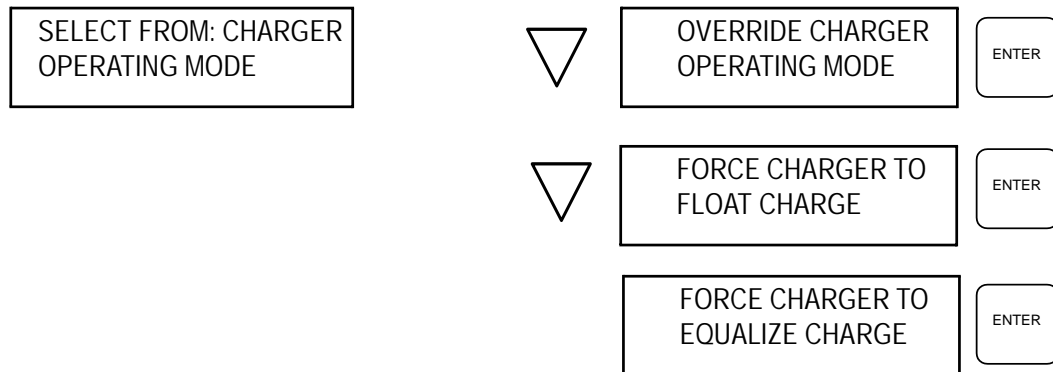 SELECT FROM: CHARGER
OPERATING MODE
OVERRIDE CHARGER
OPERATING MODE
ENTER
FORCE CHARGER TO
FLOAT CHARGE
ENTER
FORCE CHARGER TO
EQUALIZE CHARGE
ENTER